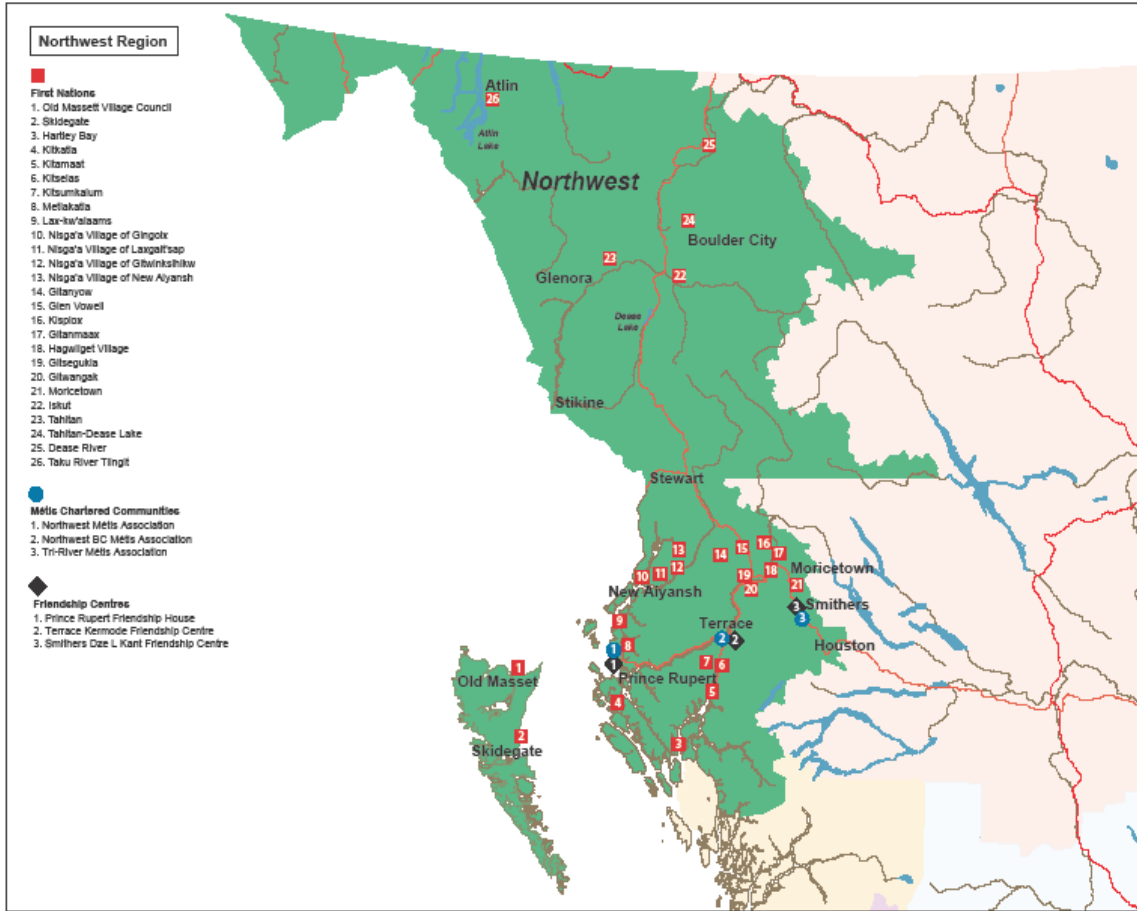 Northwest Region
First Nations
1. Old Massett Village Council
2. Skidegate
3. Hartley Bay
4. Kitkatla
5. Kitamaat
6. Kitselas
7. Kitsumkalum
8. Metlakatla
9. Lax-kw'alaams
10. Nisga'a Village of Gingolx
11. Nisga'a Village of Laxgalt'sap
12. Nisga'a Village of Gitwinksihlkw
13. Nisga'a Village of New Aiyansh
14. Gitanyow
15. Glen Vowell
16. Kispiox
17. Gitanmaax
18. Hagwilget Village
19. Gitsegukla
20. Gitwangak
21. Moricetown
22. Iskut
23. Tahltan
24. Tahltan-Dease Lake
25. Dease River
26. Taku River Tlingit
Métis Chartered Communities
1. Northwest Métis Association
2. Northwest BC Métis Association
3. Tri-River Métis Association
Friendship Centres
1. Prince Rupert Friendship House
2. Terrace Kermode Friendship Centre
3. Smithers Dze L Kant Friendship Centre
Atlin
26
Atlin
Lake
25
Northwest
24
Boulder City
23
Glenora
22
Dease
Lake
Stikine
Stewart
13
14
15
16
17
12
11
10
18
19
20
Moricetown
21
New Aiyansh
3
Smithers
3
9
Terrace
2
2
Houston
8
1
1
7
6
Prince Rupert
5
4
3
1
Old Masset
2
Skidegate